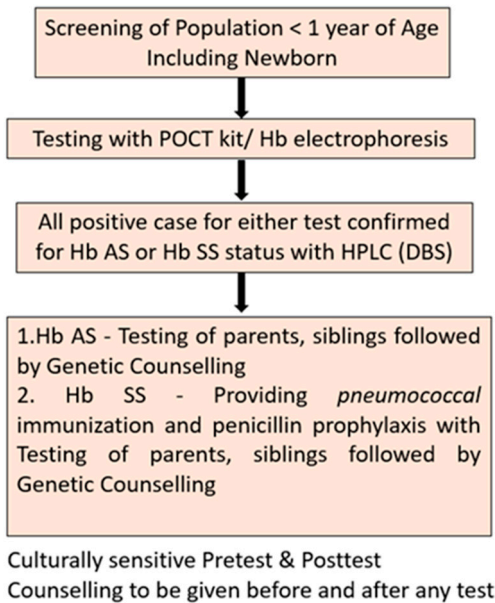 Screening of Population < 1 year of Age
Including Newborn
Testing with POCT kit/ Hb electrophoresis
All positive case for either test confirmed
for Hb AS or Hb SS status with HPLC (DBS)
1.Hb AS - Testing of parents, siblings followed
by Genetic Counselling
2. Hb SS - Providing pneumococcal
immunization and penicillin prophylaxis with
Testing of parents, siblings followed by
Genetic Counselling
Culturally sensitive Pretest & Posttest
Counselling to be given before and after any test